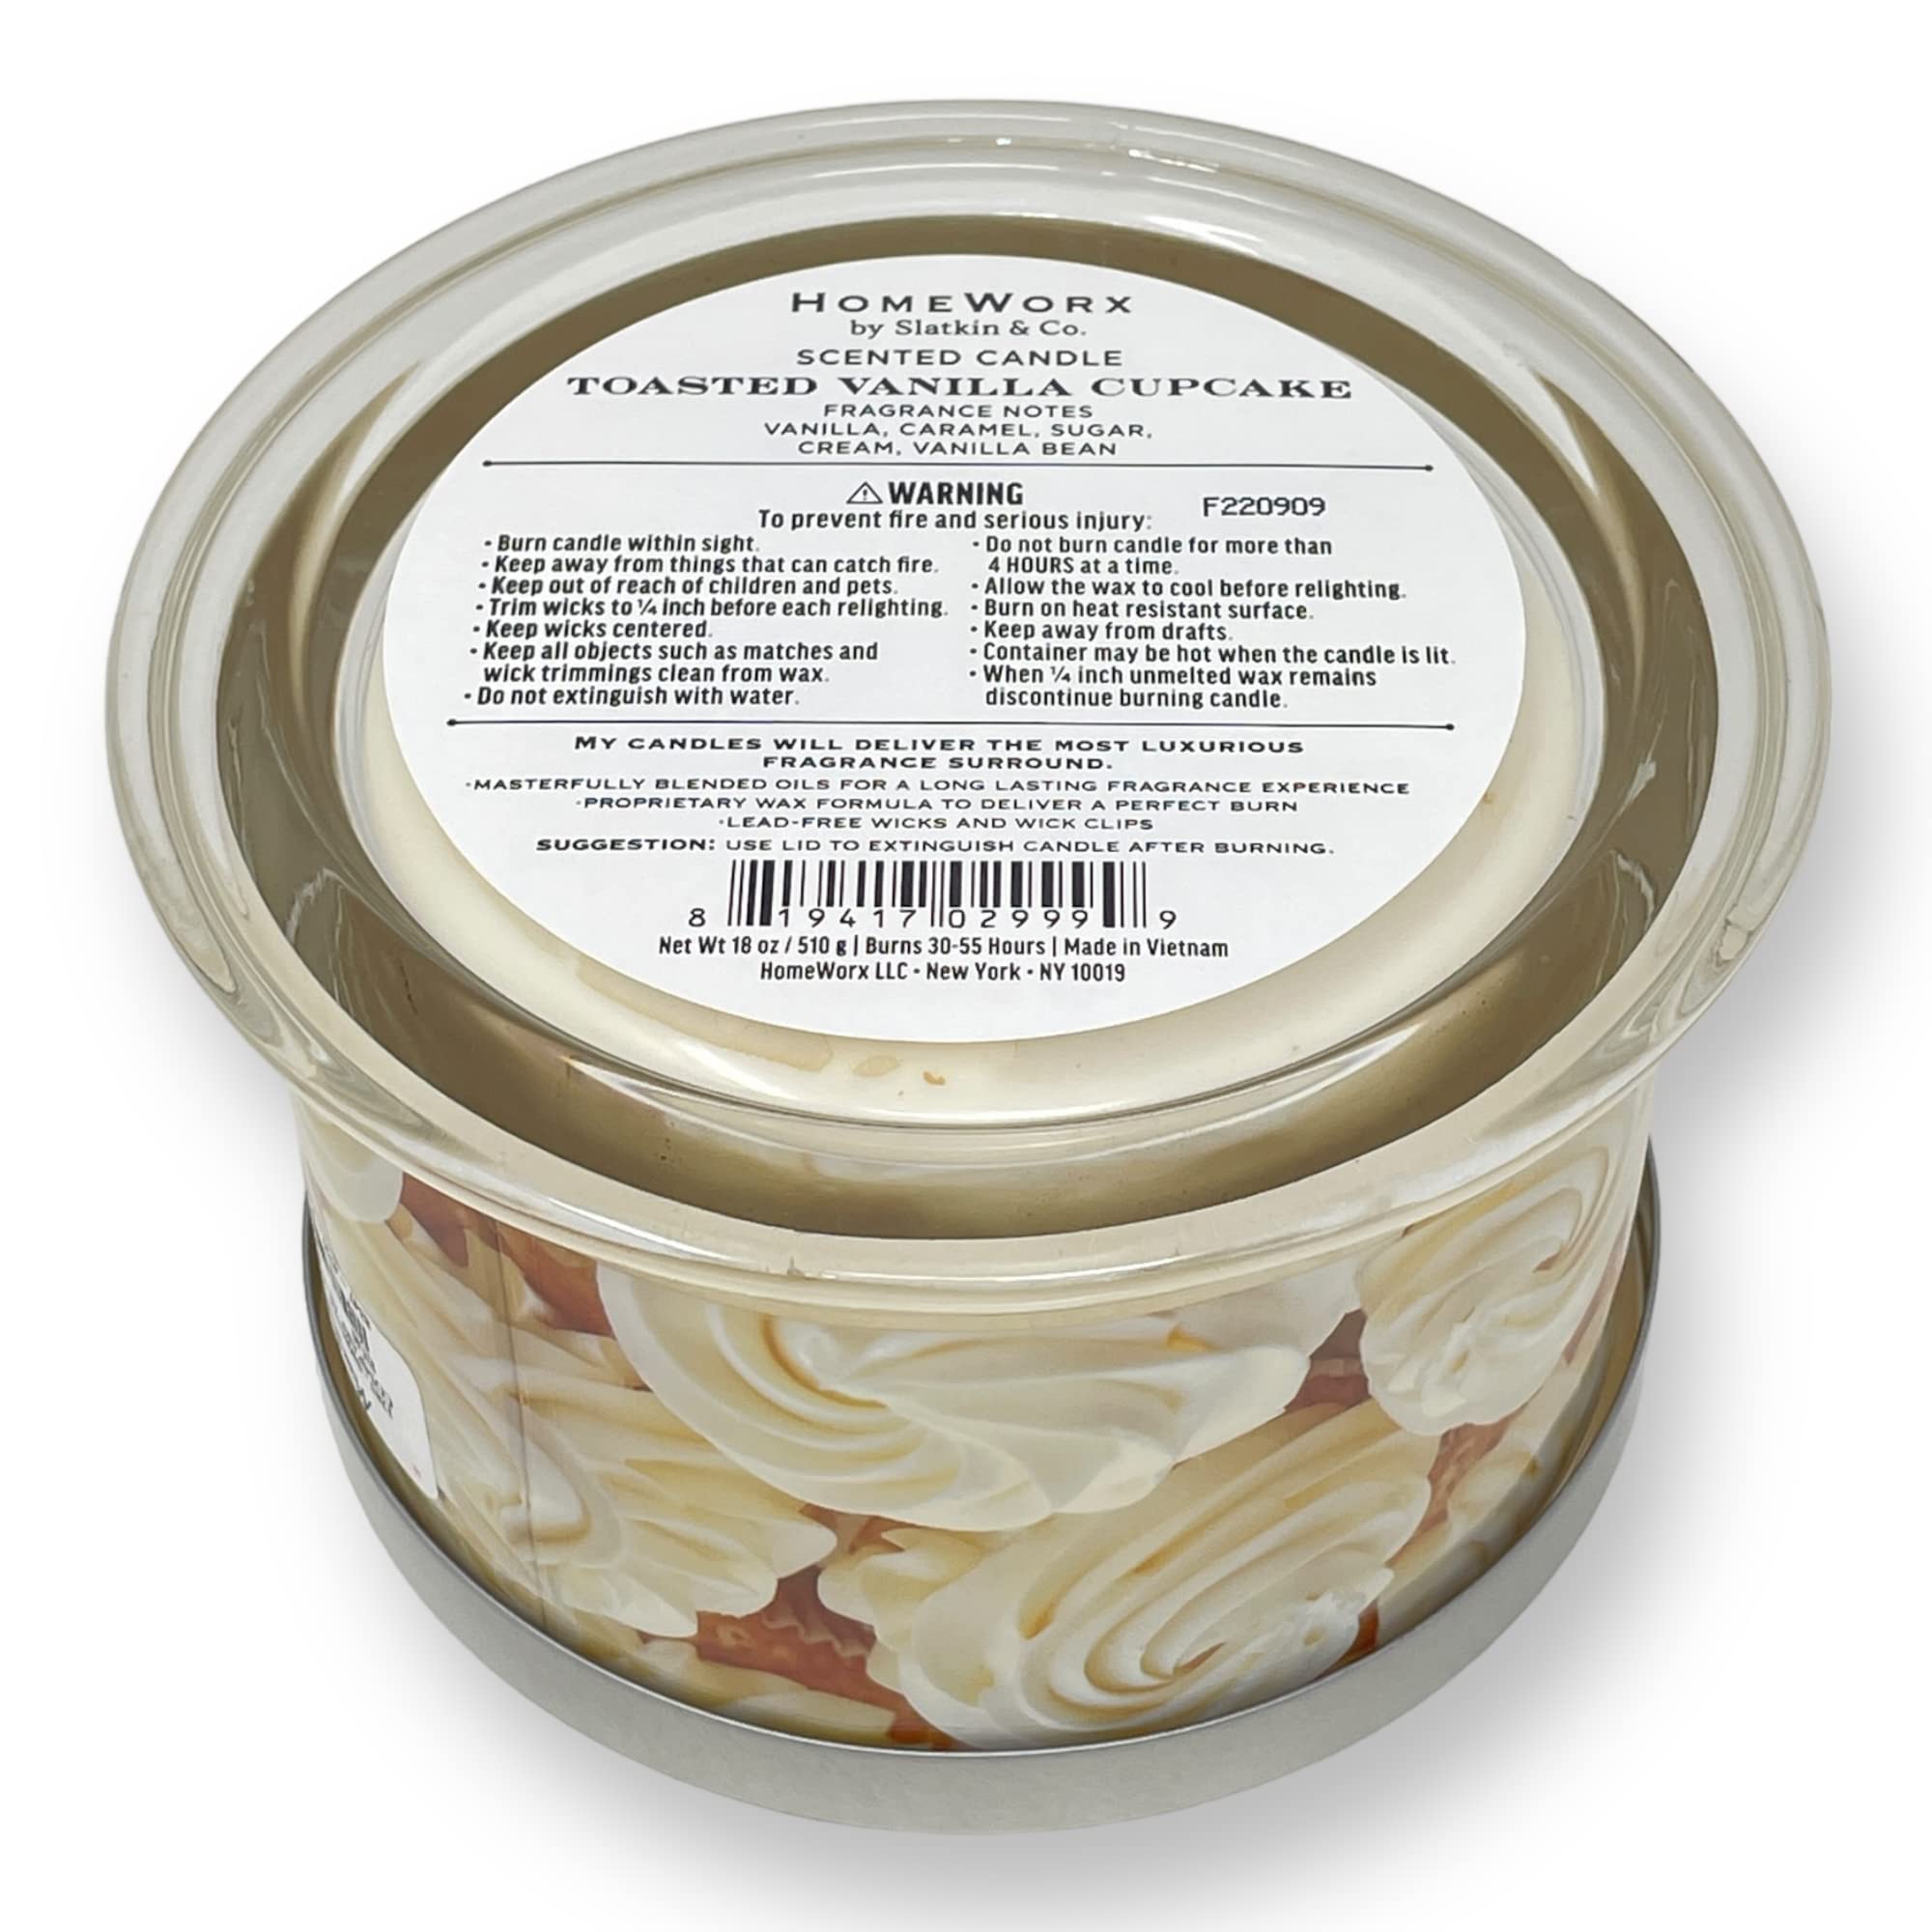 HOMEWORX
by Slatkin & Co.
SCENTED CANDLE
TOASTED VANILLA CUPCAKE
FRAGRANCE NOTES
VANILLA, CARAMEL, SUGAR,
CREAM, VANILLA BEAN
⚠ WARNING
F220909
To prevent fire and serious injury:
• Burn candle within sight.
• Keep away from things that can catch fire.
• Keep out of reach of children and pets.
• Trim wicks to ¼ inch before each relighting.
• Keep wicks centered.
• Keep all objects such as matches and
wick trimmings clean from wax.
• Do not extinguish with water.
• Do not burn candle for more than
4 HOURS at a time.
• Allow the wax to cool before relighting.
• Burn on heat resistant surface.
• Keep away from drafts.
• Container may be hot when the candle is lit.
• When ¼ inch unmelted wax remains
discontinue burning candle.
MY CANDLES WILL DELIVER THE MOST LUXURIOUS
FRAGRANCE SURROUND.
•MASTERFULLY BLENDED OILS FOR A LONG LASTING FRAGRANCE EXPERIENCE
•PROPRIETARY WAX FORMULA TO DELIVER A PERFECT BURN
•LEAD-FREE WICKS AND WICK CLIPS
SUGGESTION: USE LID TO EXTINGUISH CANDLE AFTER BURNING.
8 19417 02999 9
Net Wt 18 oz / 510 g | Burns 30-55 Hours | Made in Vietnam
HomeWorx LLC • New York • NY 10019